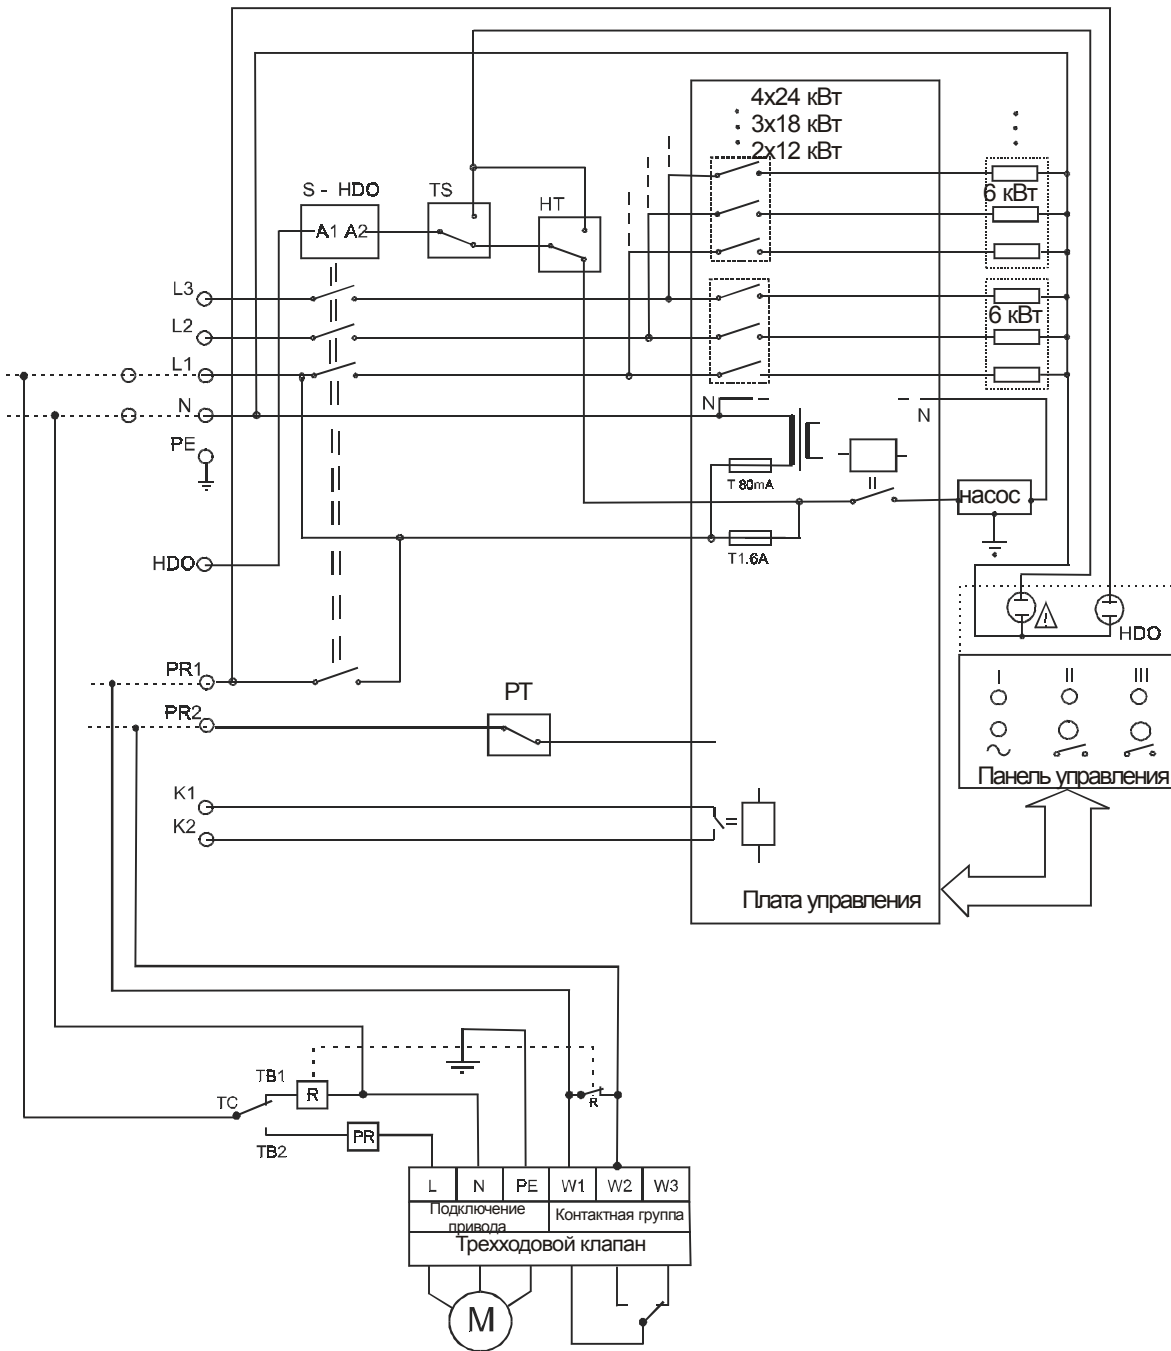 4x24 кВт
3x18 кВт
2x12 кВт
S - HDO
TS
HT
A1 A2
6 кВт
L3
L2
6 кВт
L1
N
N
N
PE
T 80mA
II
насос
HDO
T1.6A
HDO
PR1
I
II
III
PT
PR2
Панель управления
K1
K2
Плата управления
TB1
R
TC
R
PR
TB2
L
N
PE
W1
W2
W3
Подключение
привода
Контактная группа
Трехходовой клапан
M